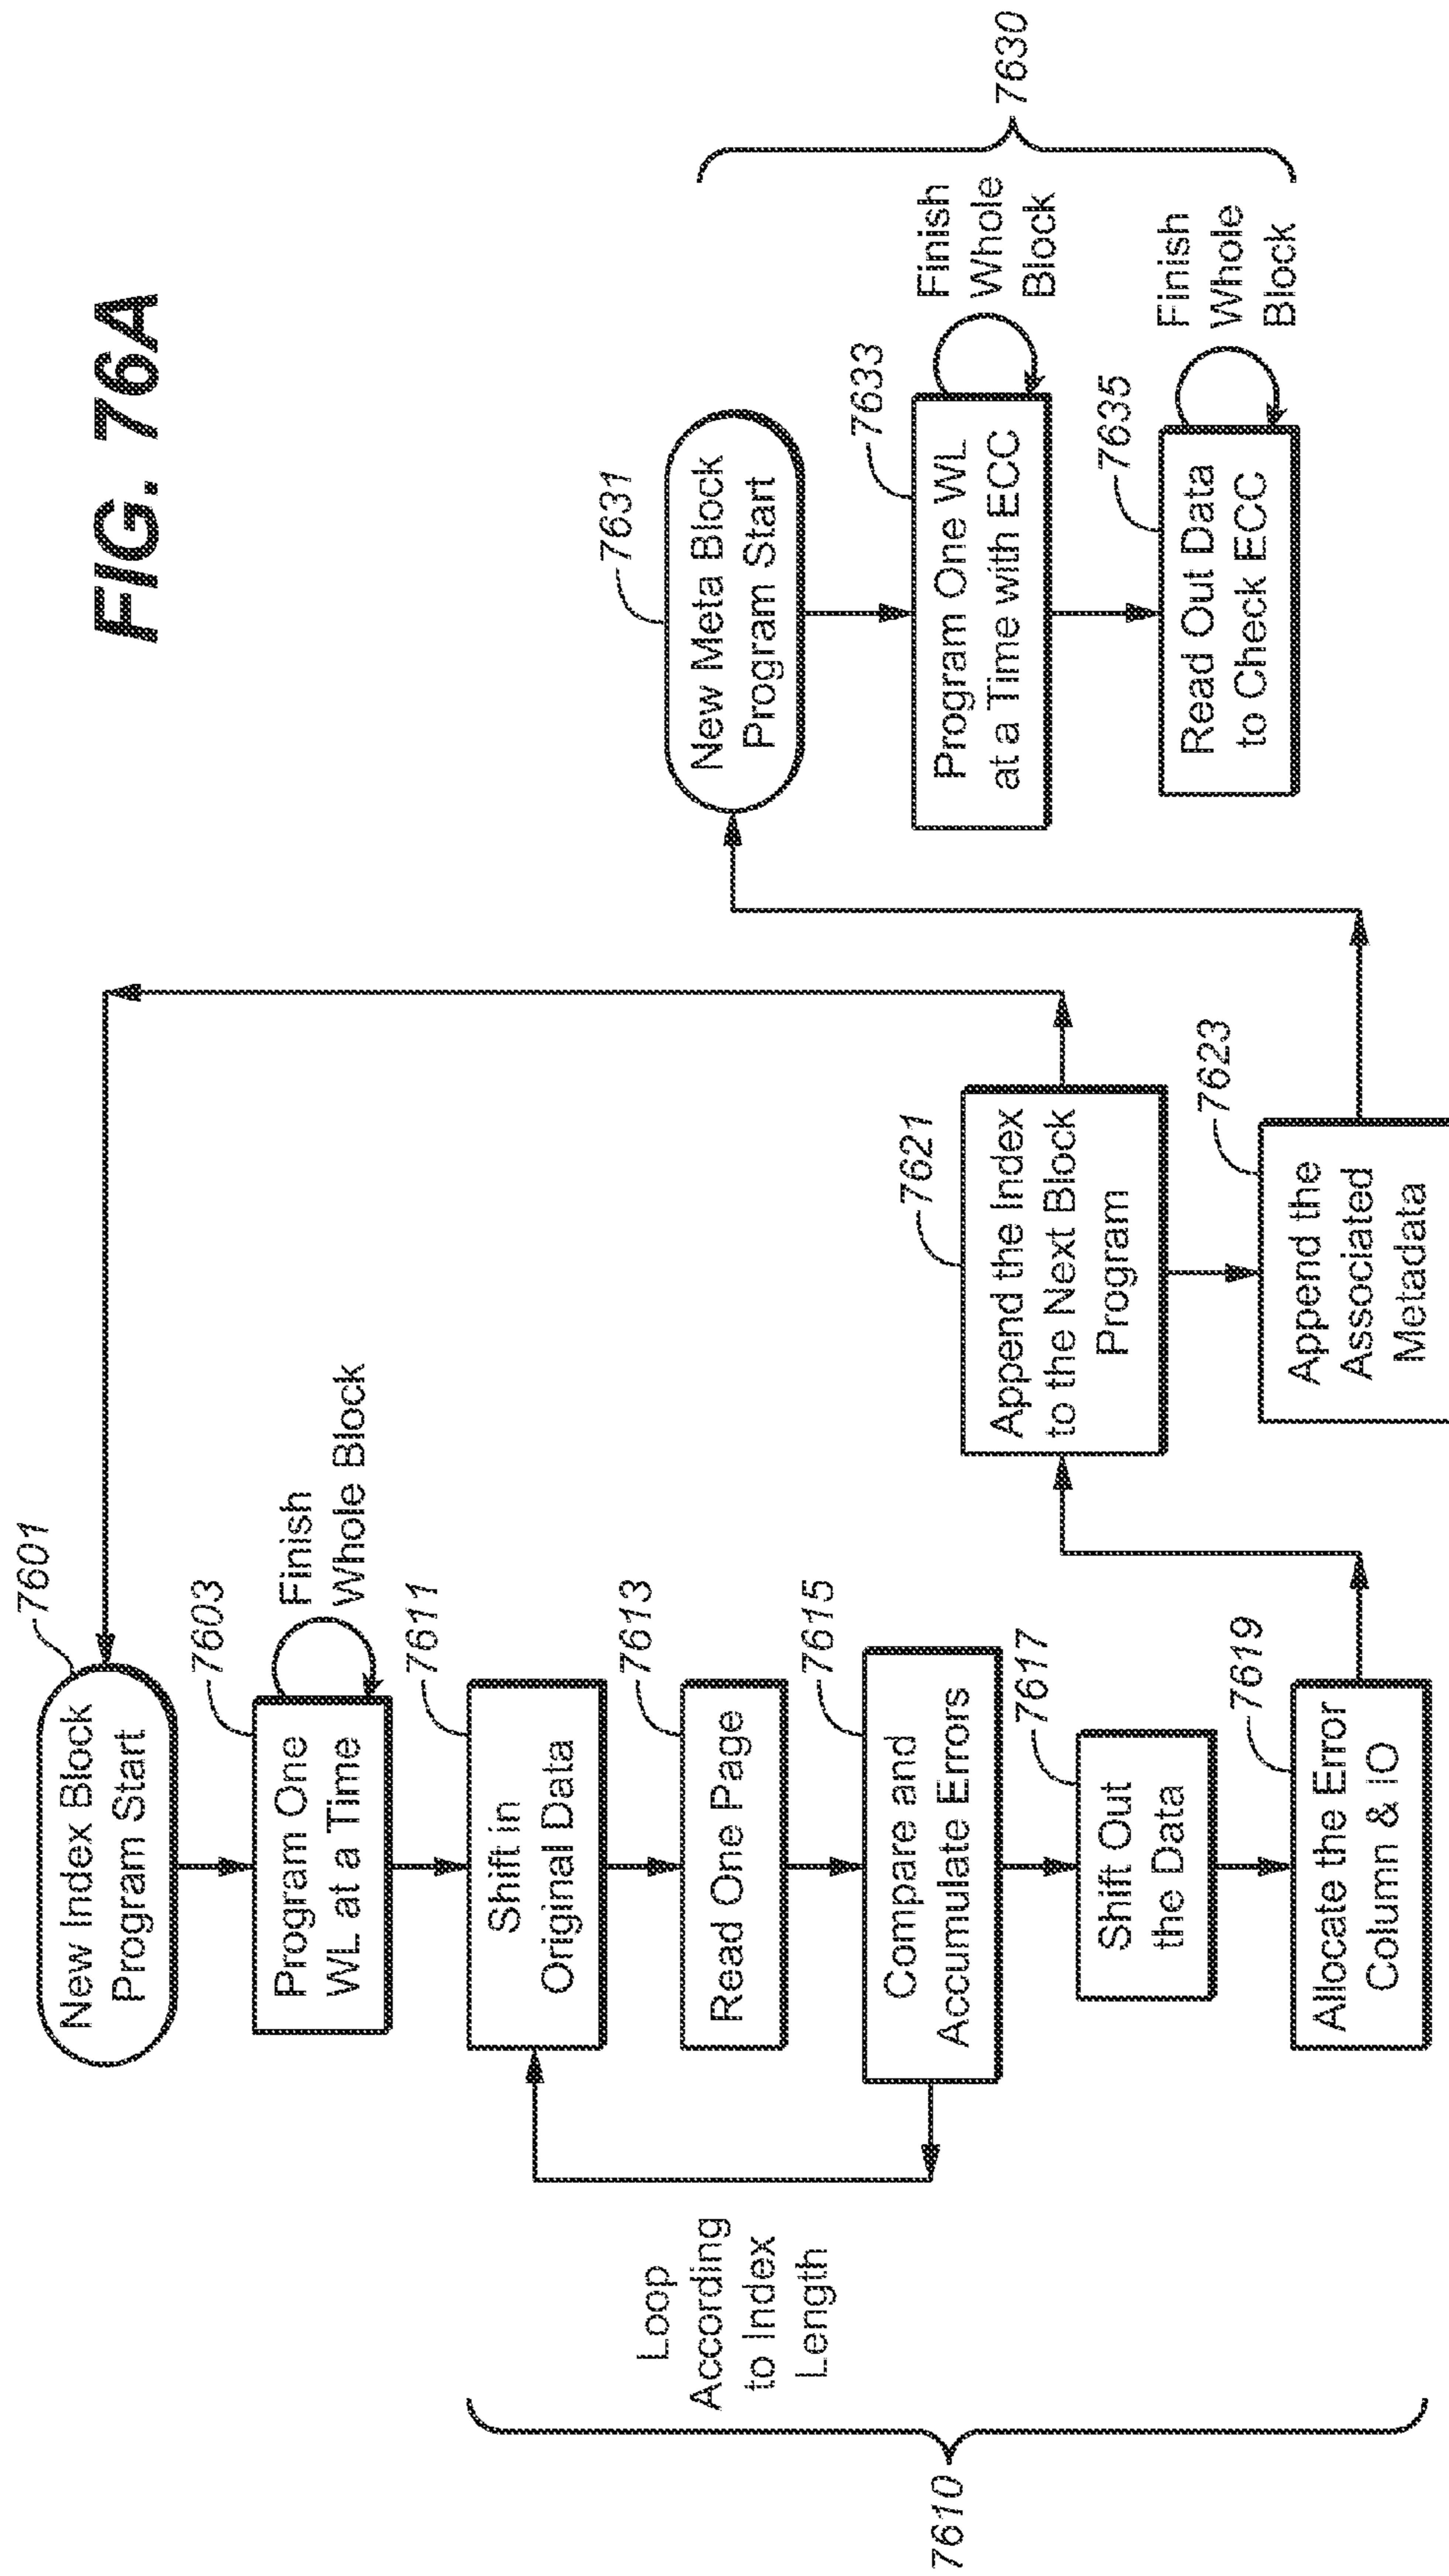 FIG. 76A
7601
New Index Block
Program Start
7603
Program One
WL at a Time
Finish
Whole Block
7611
Shift in
Original Data
7613
Read One Page
7615
Compare and
Accumulate Errors
Loop
According
to Index
Length
7610
7617
Shift Out
the Data
7619
Allocate the Error
Column & IO
7621
Append the Index
to the Next Block
Program
7623
Append the
Associated
Metadata
7631
New Meta Block
Program Start
7633
Program One WL
at a Time with ECC
Finish
Whole
Block
7635
Read Out Data
to Check ECC
Finish
Whole
Block
7630